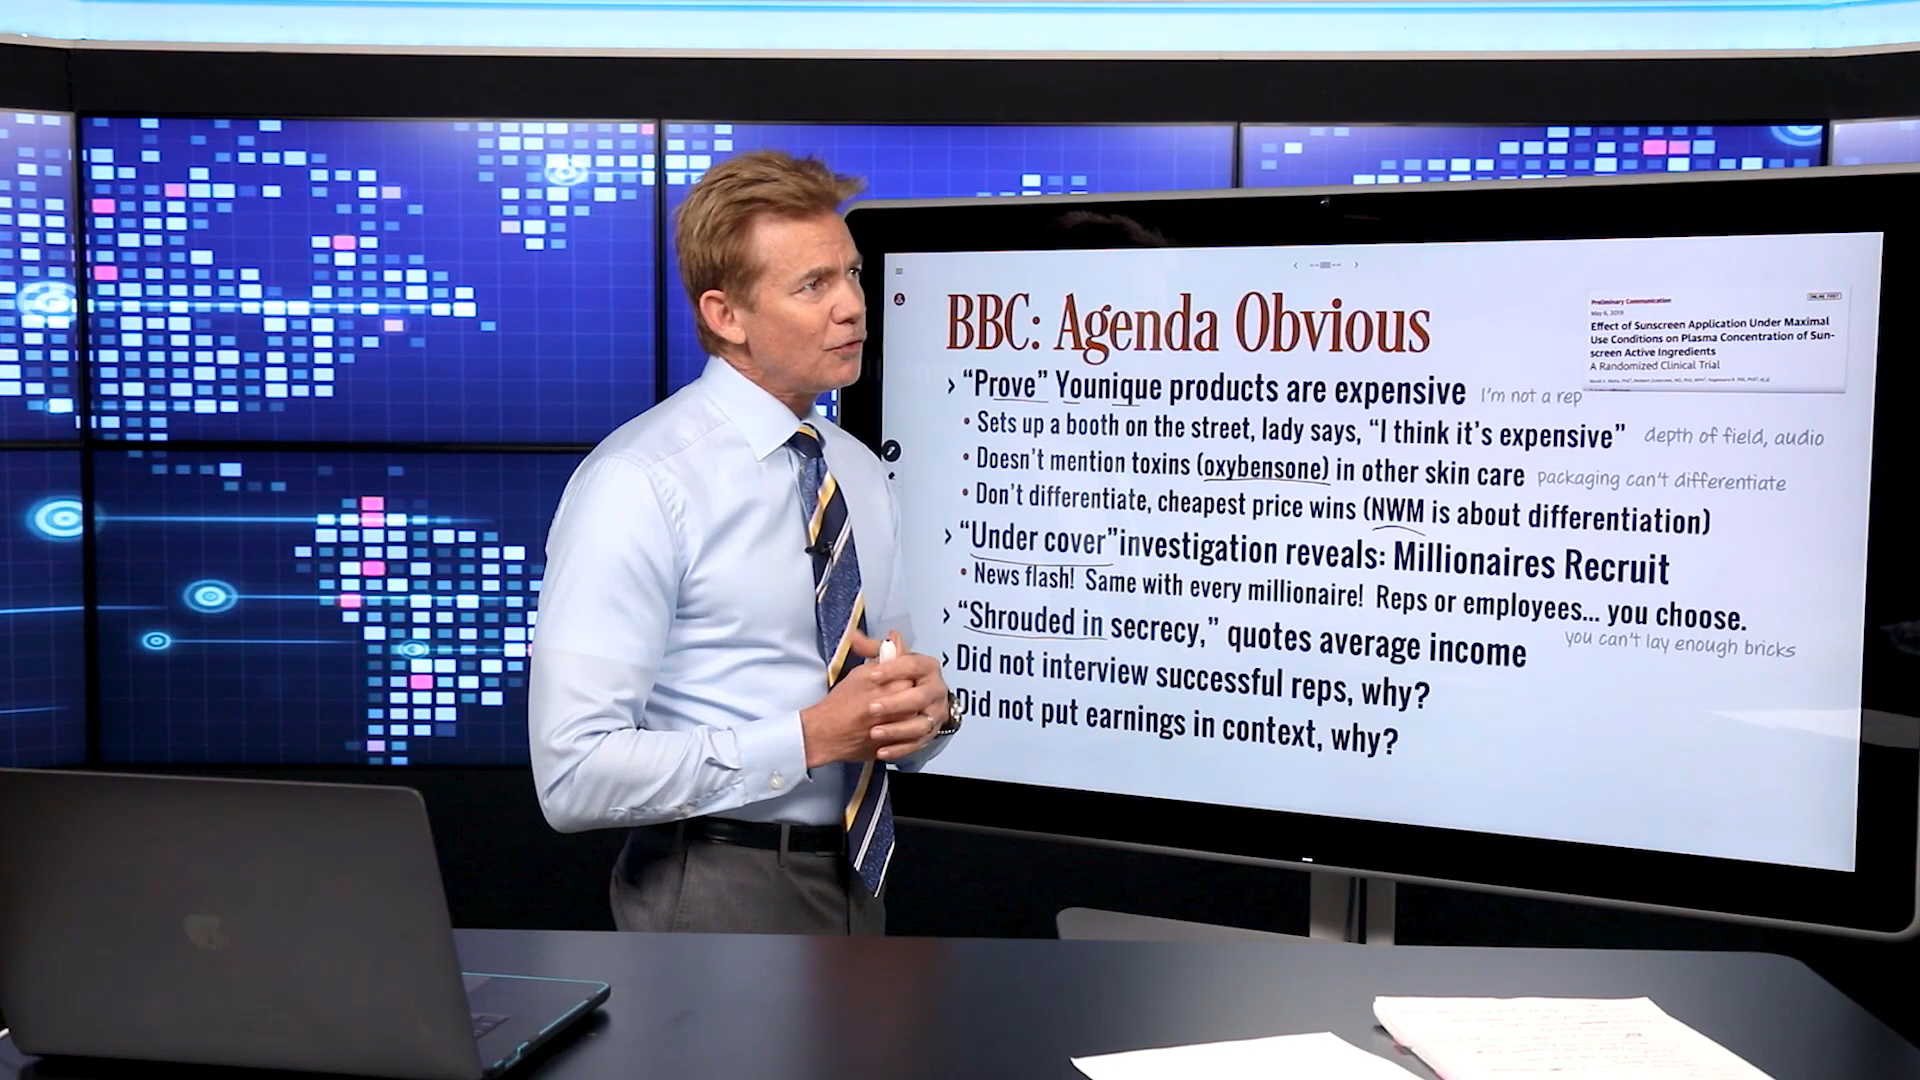 BBC: Agenda Obvious
Preliminary Communication
ONLINE FIRST
May 6, 2019
Effect of Sunscreen Application Under Maximal
Use Conditions on Plasma Concentration of Sun-
screen Active Ingredients
A Randomized Clinical Trial
› “Prove” Younique products are expensive I'm not a rep
• Sets up a booth on the street, lady says, “I think it’s expensive” depth of field, audio
• Doesn’t mention toxins (oxybensone) in other skin care packaging can't differentiate
• Don’t differentiate, cheapest price wins (NWM is about differentiation)
› “Under cover”investigation reveals: Millionaires Recruit
• News flash! Same with every millionaire! Reps or employees... you choose.
› “Shrouded in secrecy,” quotes average income you can't lay enough bricks
› Did not interview successful reps, why?
Did not put earnings in context, why?